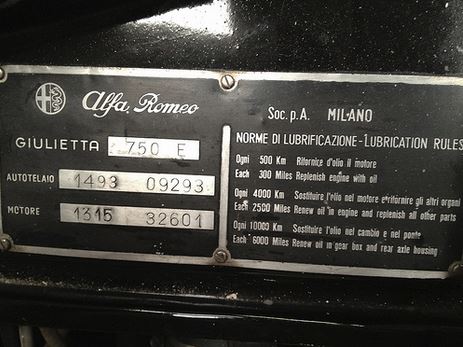 Alfa Romeo
GIULIETTA 750 E
AUTOTELAIO 1493 09293
MOTORE 1315 32601
Soc. p. A. MILANO
NORME DI LUBRIFICAZIONE-LUBRICATION RULES
Ogni 500 Km Rifornire d'olio il motore
Each 300 Miles Replenish engine with oil
Ogni 4000 Km Sostituire l'olio nel motore e rifornire gli altri organi
Each 2500 Miles Renew oil in engine and replenish all other parts
Ogni 10000 Km Sostituire l'olio nel cambio e nel ponte
Each 6000 Miles Renew oil in gear box and rear axle housing